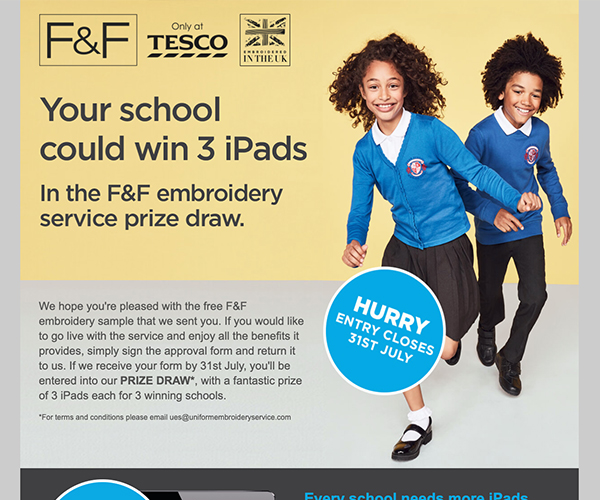 F&F
Only at
TESCO
EMBROIDERED
IN THE UK
Your school
could win 3 iPads
In the F&F embroidery
service prize draw.
HURRY
ENTRY CLOSES
31ST JULY
We hope you're pleased with the free F&F
embroidery sample that we sent you. If you would like
to go live with the service and enjoy all the benefits it
provides, simply sign the approval form and return it
to us. If we receive your form by 31st July, you'll be
entered into our PRIZE DRAW*, with a fantastic prize
of 3 iPads each for 3 winning schools.
*For terms and conditions please email ues@uniformembroideryservice.com
Every school needs more iPads